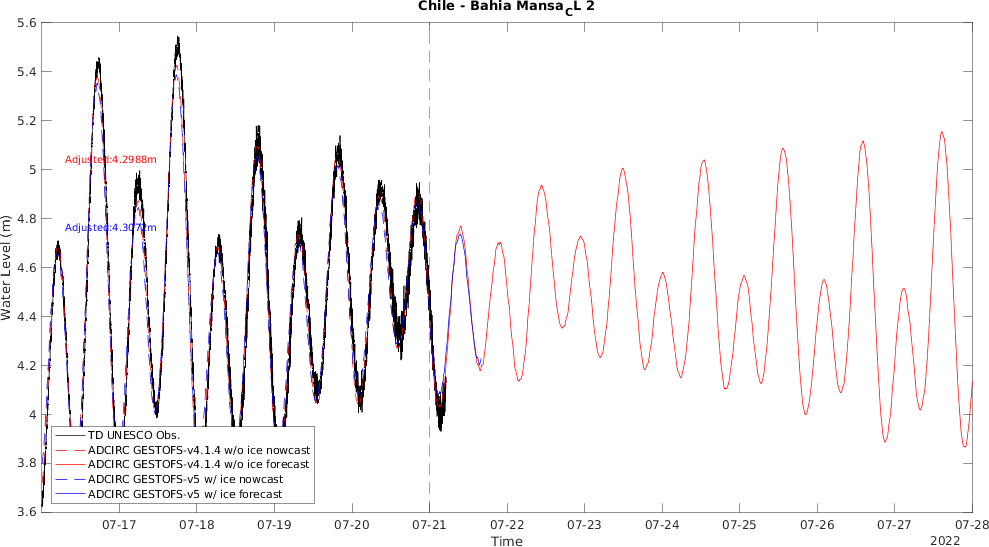 Chile - Bahia MansaCL 2
5.6
5.4
5.2
5
4.8
4.6
4.4
4.2
4
3.8
3.6
Water Level (m)
Adjusted:4.2988m
Adjusted:4.3072m
TD UNESCO Obs.
ADCIRC GESTOFS-v4.1.4 w/o ice nowcast
ADCIRC GESTOFS-v4.1.4 w/o ice forecast
ADCIRC GESTOFS-v5 w/ ice nowcast
ADCIRC GESTOFS-v5 w/ ice forecast
07-17 07-18 07-19 07-20 07-21 07-22 07-23 07-24 07-25 07-26 07-27 07-28
Time
2022